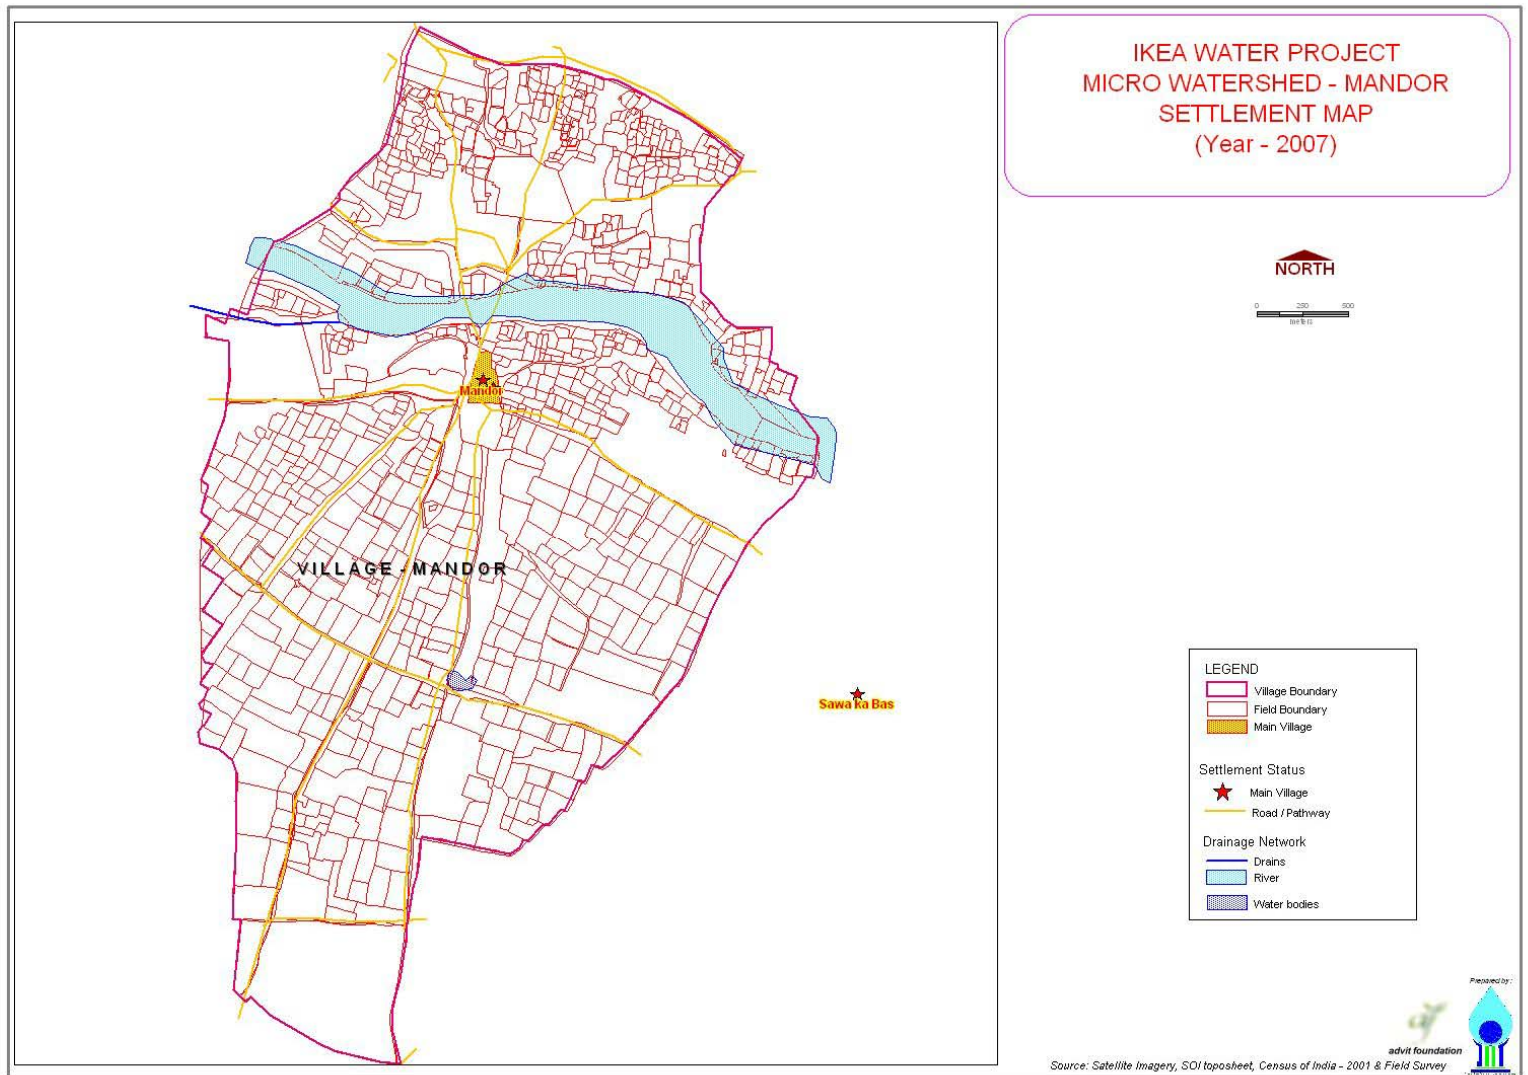 IKEA WATER PROJECT
MICRO WATERSHED - MANDOR
SETTLEMENT MAP
(Year - 2007)
NORTH
0 250 500
meters
Mandor
VILLAGE - MANDOR
Sawa ka Bas
LEGEND
Village Boundary
Field Boundary
Main Village
Settlement Status
Main Village
Road / Pathway
Drainage Network
Drains
River
Water bodies
Prepared by :
advit foundation
Source: Satellite Imagery, SOI toposheet, Census of India - 2001 & Field Survey